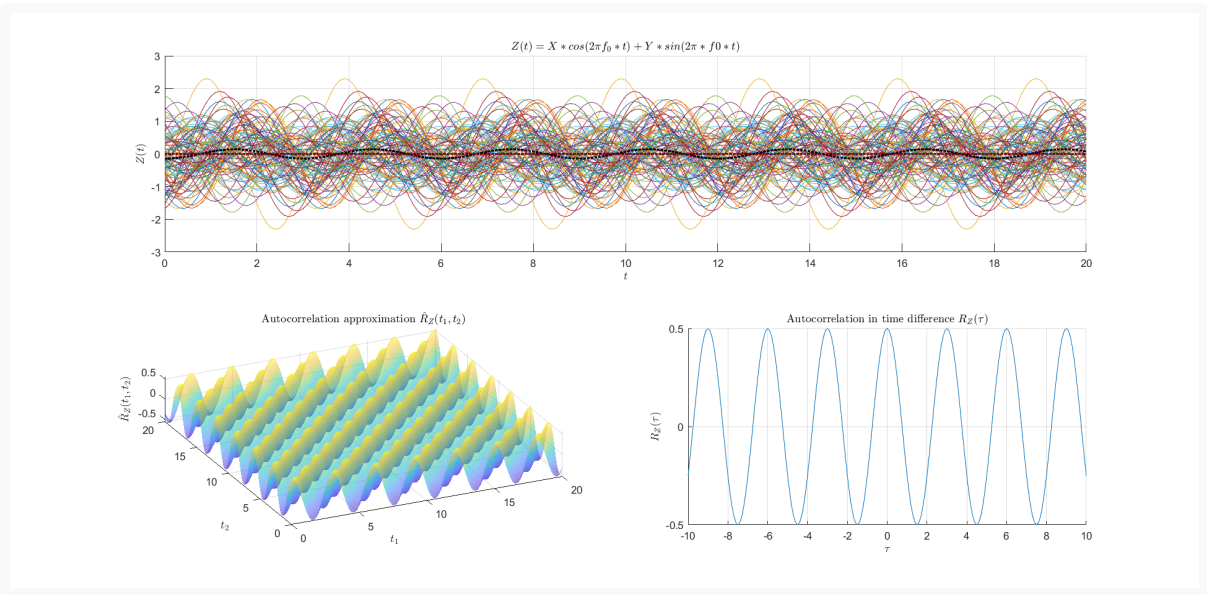 Z(t) = X * cos(2πf₀ * t) + Y * sin(2π * f0 * t)
3
2
1
0
-1
-2
-3
Z(t)
0 2 4 6 8 10 12 14 16 18 20
t
Autocorrelation approximation R̂_Z(t₁, t₂)
0.5
0
-0.5
R̂_Z(t₁, t₂)
20
15
10
5
0
t₂
0
5
10
15
20
t₁
Autocorrelation in time difference R_Z(τ)
0.5
0
-0.5
R_Z(τ)
-10 -8 -6 -4 -2 0 2 4 6 8 10
τ